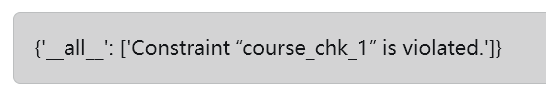 {'__all__': ['Constraint “course_chk_1” is violated.']}